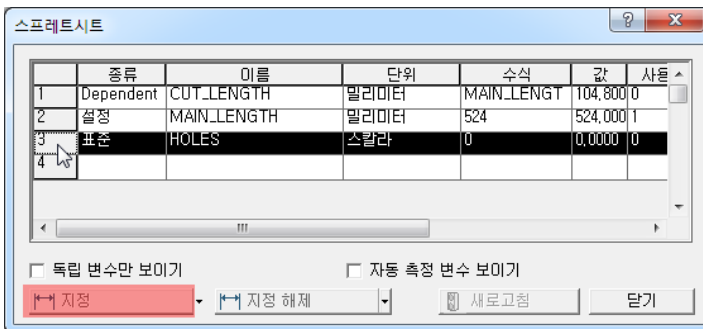 스프레트시트
종류 이름 단위 수식 값 사용
1 Dependent CUT_LENGTH 밀리미터 MAIN_LENGT 104,800 0
2 설정 MAIN_LENGTH 밀리미터 524 524,000 1
3 표준 HOLES 스칼라 0 0,0000 0
4
독립 변수만 보이기 자동 측정 변수 보이기
지정 지정 해제 새로고침 닫기